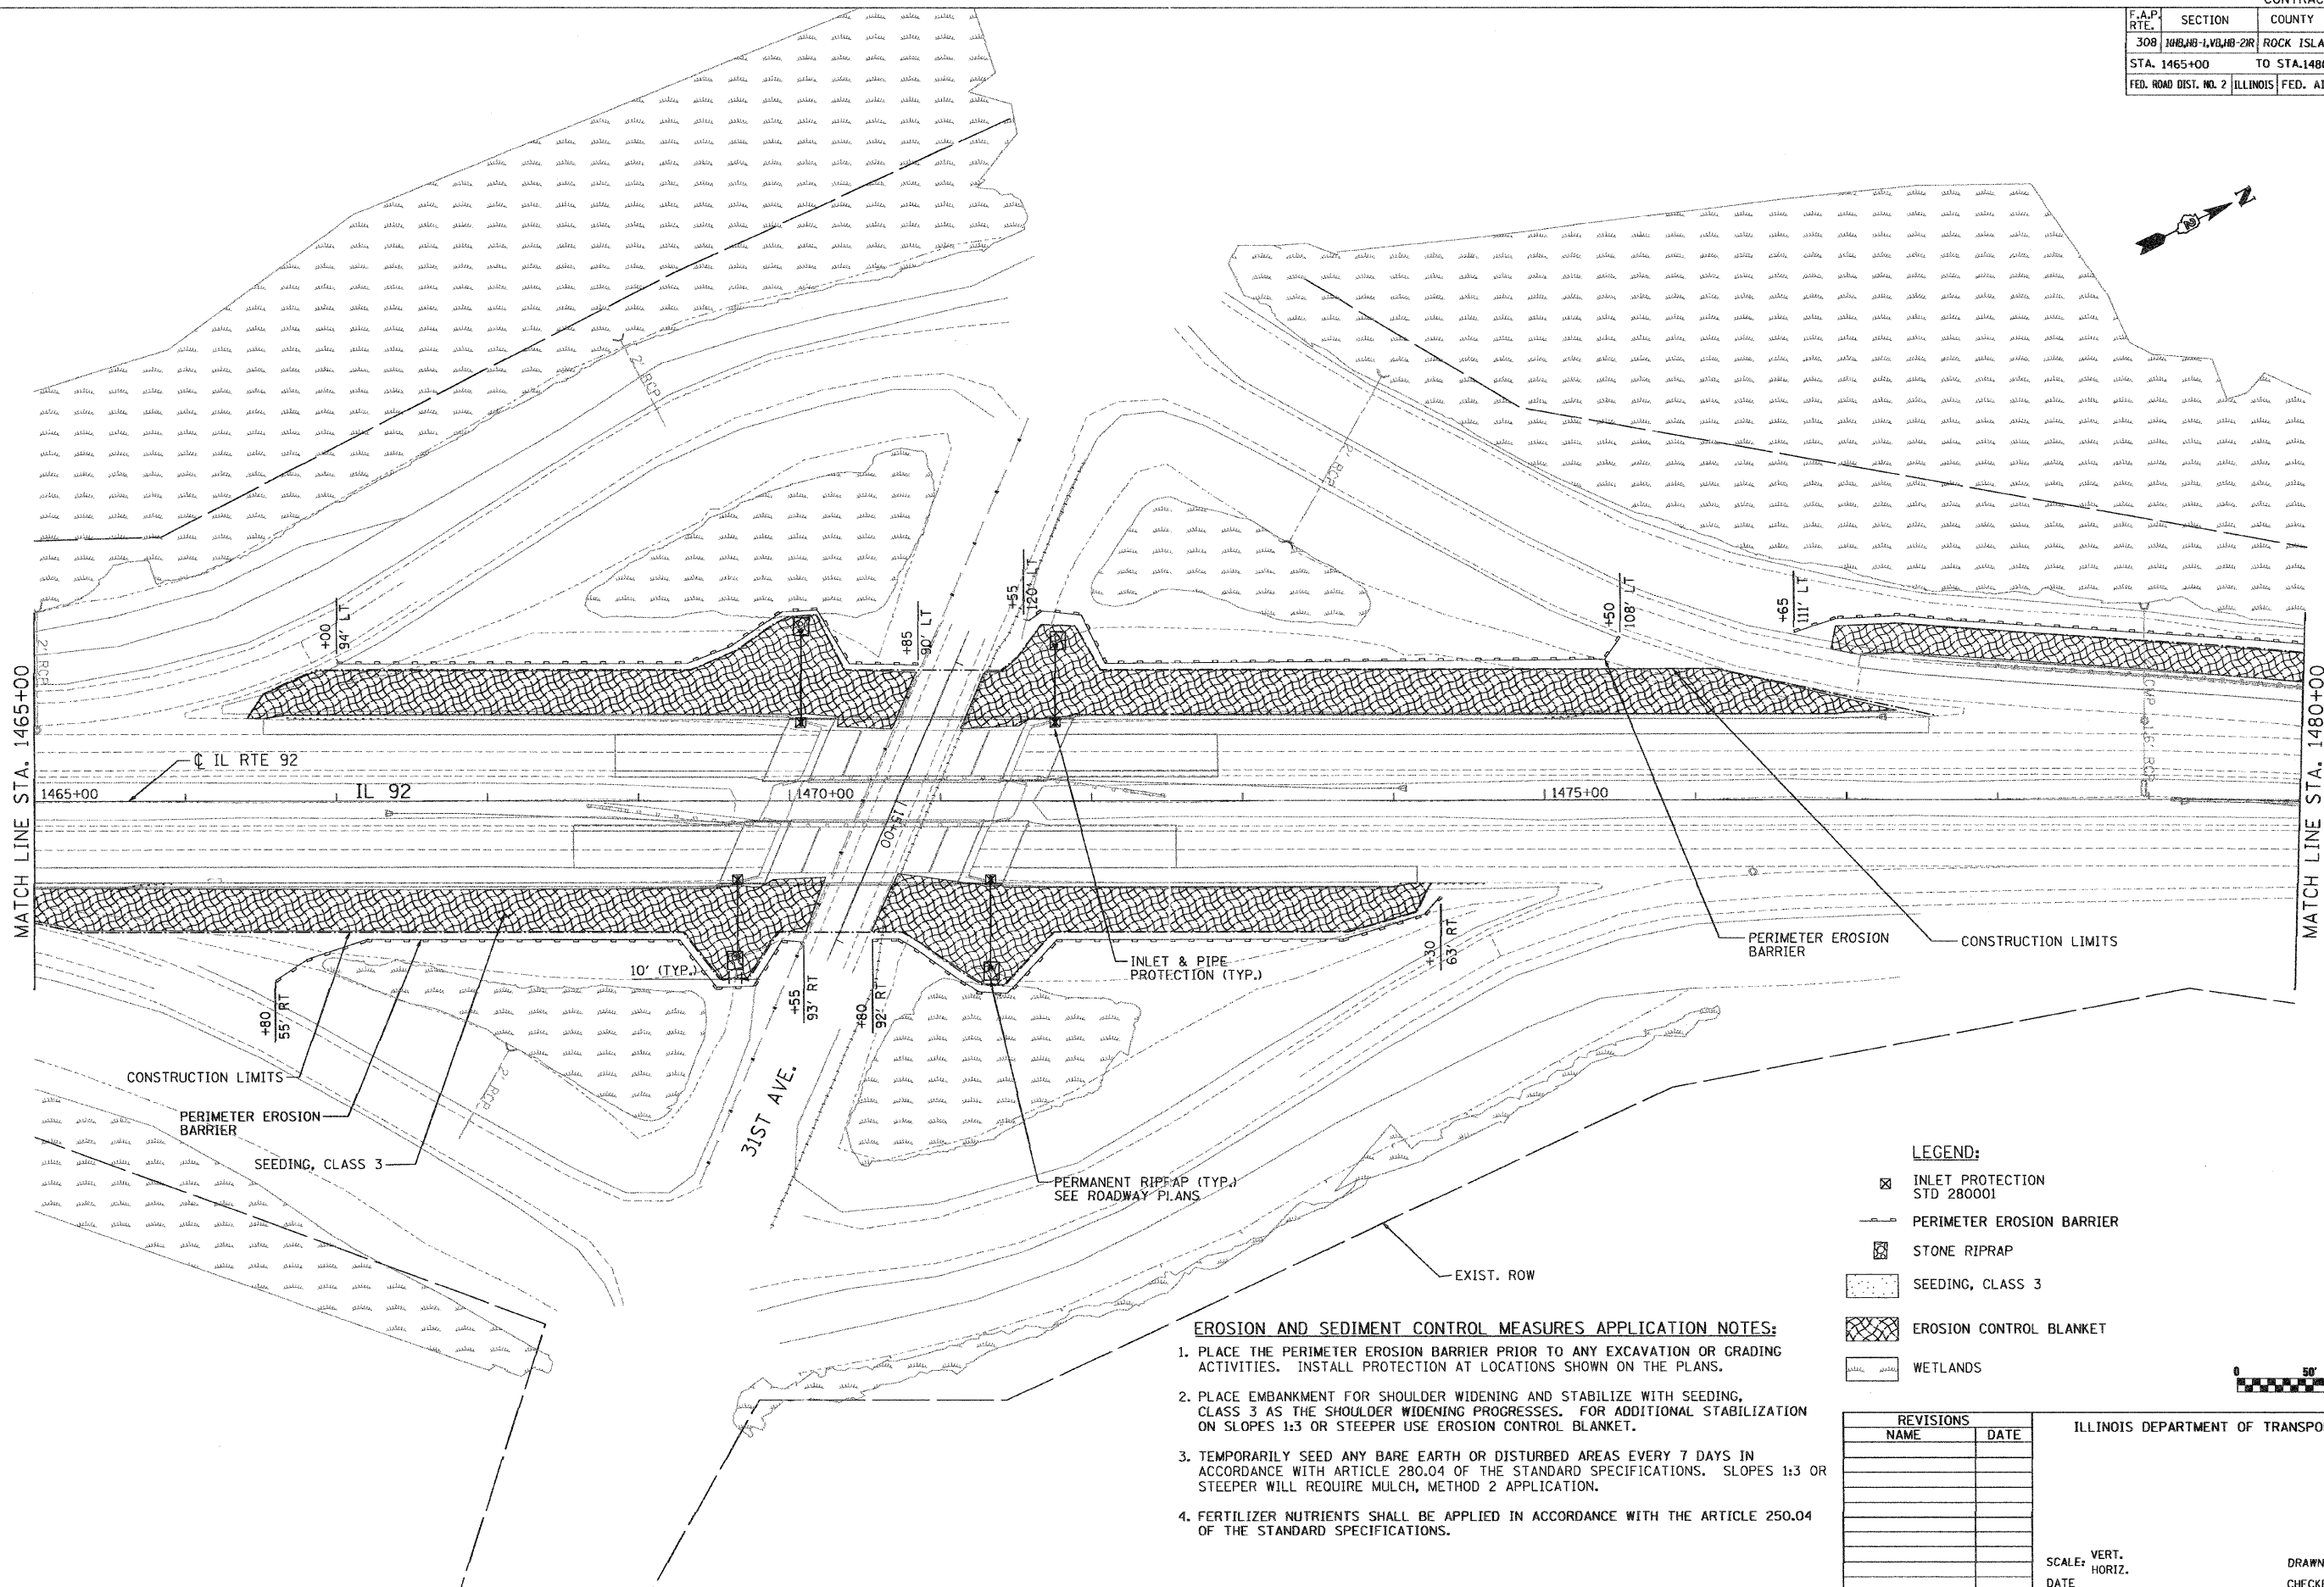 F.A.P. RTE. SECTION COUNTY
308 ROCK ISLA
STA. 1465+00 TO STA.148
FED. ROAD DIST. NO. 2 ILLINOIS FED. AI
N
2' RCP
2' RCP
+00
94' LT
+85
90' LT
+55
120' LT
+50
108' LT
+65
111' LT
2' RCP
MATCH LINE STA. 1465+00
MATCH LINE STA. 1480+00
℄ IL RTE 92
1465+00
IL 92
1470+00
1475+00
115+00
10' (TYP.)
+80
55' RT
+55
93' RT
+80
92' RT
+30
63' RT
INLET & PIPE
PROTECTION (TYP.)
PERIMETER EROSION
BARRIER
CONSTRUCTION LIMITS
CONSTRUCTION LIMITS
PERIMETER EROSION
BARRIER
SEEDING, CLASS 3
2' RCP
31ST AVE.
PERMANENT RIPRAP (TYP.)
SEE ROADWAY PLANS
EXIST. ROW
LEGEND:
INLET PROTECTION
STD 280001
PERIMETER EROSION BARRIER
STONE RIPRAP
SEEDING, CLASS 3
EROSION CONTROL BLANKET
WETLANDS
0 50'
EROSION AND SEDIMENT CONTROL MEASURES APPLICATION NOTES:
1. PLACE THE PERIMETER EROSION BARRIER PRIOR TO ANY EXCAVATION OR GRADING
ACTIVITIES. INSTALL PROTECTION AT LOCATIONS SHOWN ON THE PLANS.
2. PLACE EMBANKMENT FOR SHOULDER WIDENING AND STABILIZE WITH SEEDING,
CLASS 3 AS THE SHOULDER WIDENING PROGRESSES. FOR ADDITIONAL STABILIZATION
ON SLOPES 1:3 OR STEEPER USE EROSION CONTROL BLANKET.
3. TEMPORARILY SEED ANY BARE EARTH OR DISTURBED AREAS EVERY 7 DAYS IN
ACCORDANCE WITH ARTICLE 280.04 OF THE STANDARD SPECIFICATIONS. SLOPES 1:3 OR
STEEPER WILL REQUIRE MULCH, METHOD 2 APPLICATION.
4. FERTILIZER NUTRIENTS SHALL BE APPLIED IN ACCORDANCE WITH THE ARTICLE 250.04
OF THE STANDARD SPECIFICATIONS.
REVISIONS
NAME DATE
ILLINOIS DEPARTMENT OF TRANSPO
SCALE: VERT.
HORIZ.
DATE
DRAWN
CHECK